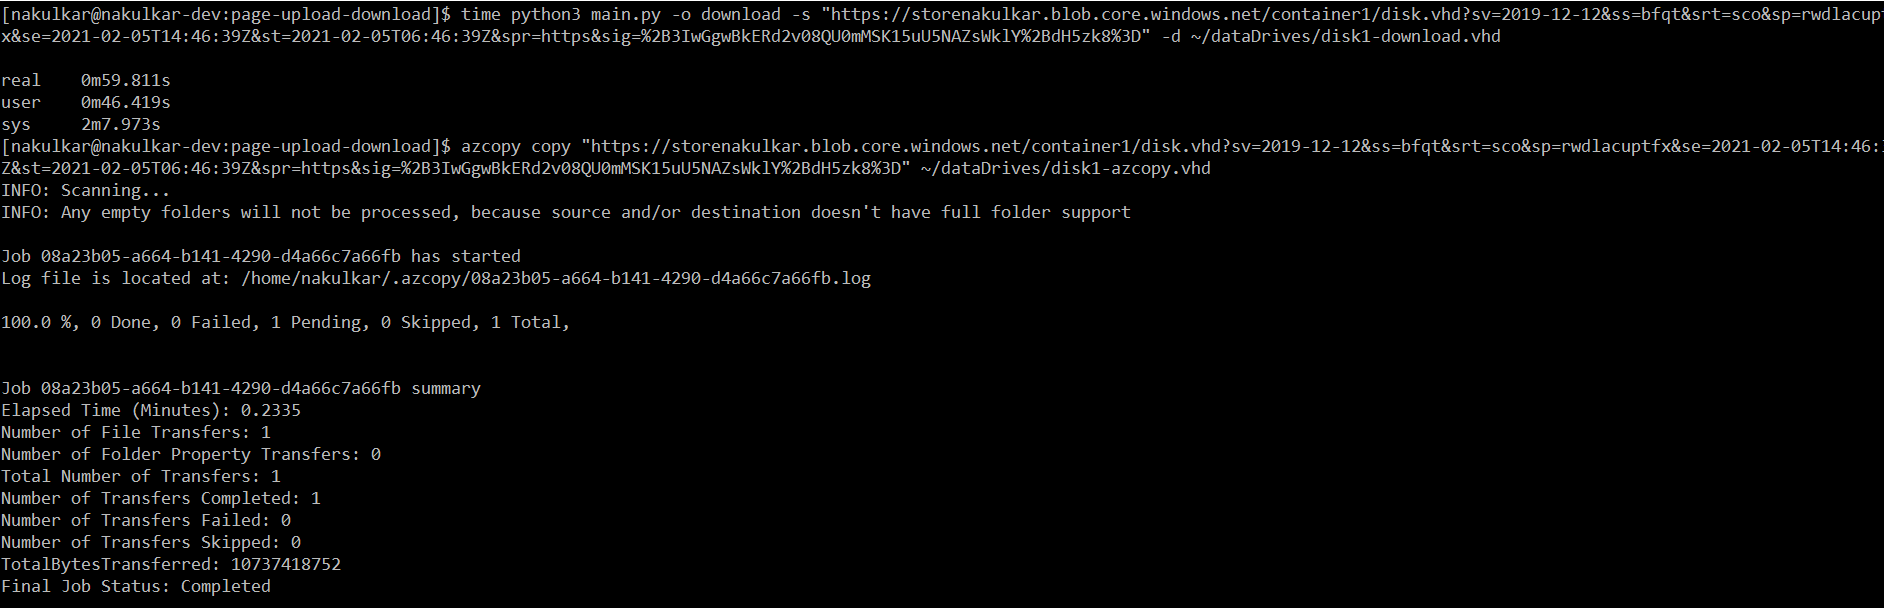 [nakulkar@nakulkar-dev:page-upload-download]$ time python3 main.py -o download -s "https://storenakulkar.blob.core.windows.net/container1/disk.vhd?sv=2019-12-12&ss=bfqt&srt=sco&sp=rwdlacupt
x&se=2021-02-05T14:46:39Z&st=2021-02-05T06:46:39Z&spr=https&sig=%2B3IwGgwBkERd2v08QU0mMSK15uU5NAZsWklY%2BdH5zk8%3D" -d ~/dataDrives/disk1-download.vhd
real    0m59.811s
user    0m46.419s
sys     2m7.973s
[nakulkar@nakulkar-dev:page-upload-download]$ azcopy copy "https://storenakulkar.blob.core.windows.net/container1/disk.vhd?sv=2019-12-12&ss=bfqt&srt=sco&sp=rwdlacuptfx&se=2021-02-05T14:46:
Z&st=2021-02-05T06:46:39Z&spr=https&sig=%2B3IwGgwBkERd2v08QU0mMSK15uU5NAZsWklY%2BdH5zk8%3D" ~/dataDrives/disk1-azcopy.vhd
INFO: Scanning...
INFO: Any empty folders will not be processed, because source and/or destination doesn't have full folder support
Job 08a23b05-a664-b141-4290-d4a66c7a66fb has started
Log file is located at: /home/nakulkar/.azcopy/08a23b05-a664-b141-4290-d4a66c7a66fb.log
100.0 %, 0 Done, 0 Failed, 1 Pending, 0 Skipped, 1 Total,
Job 08a23b05-a664-b141-4290-d4a66c7a66fb summary
Elapsed Time (Minutes): 0.2335
Number of File Transfers: 1
Number of Folder Property Transfers: 0
Total Number of Transfers: 1
Number of Transfers Completed: 1
Number of Transfers Failed: 0
Number of Transfers Skipped: 0
TotalBytesTransferred: 10737418752
Final Job Status: Completed